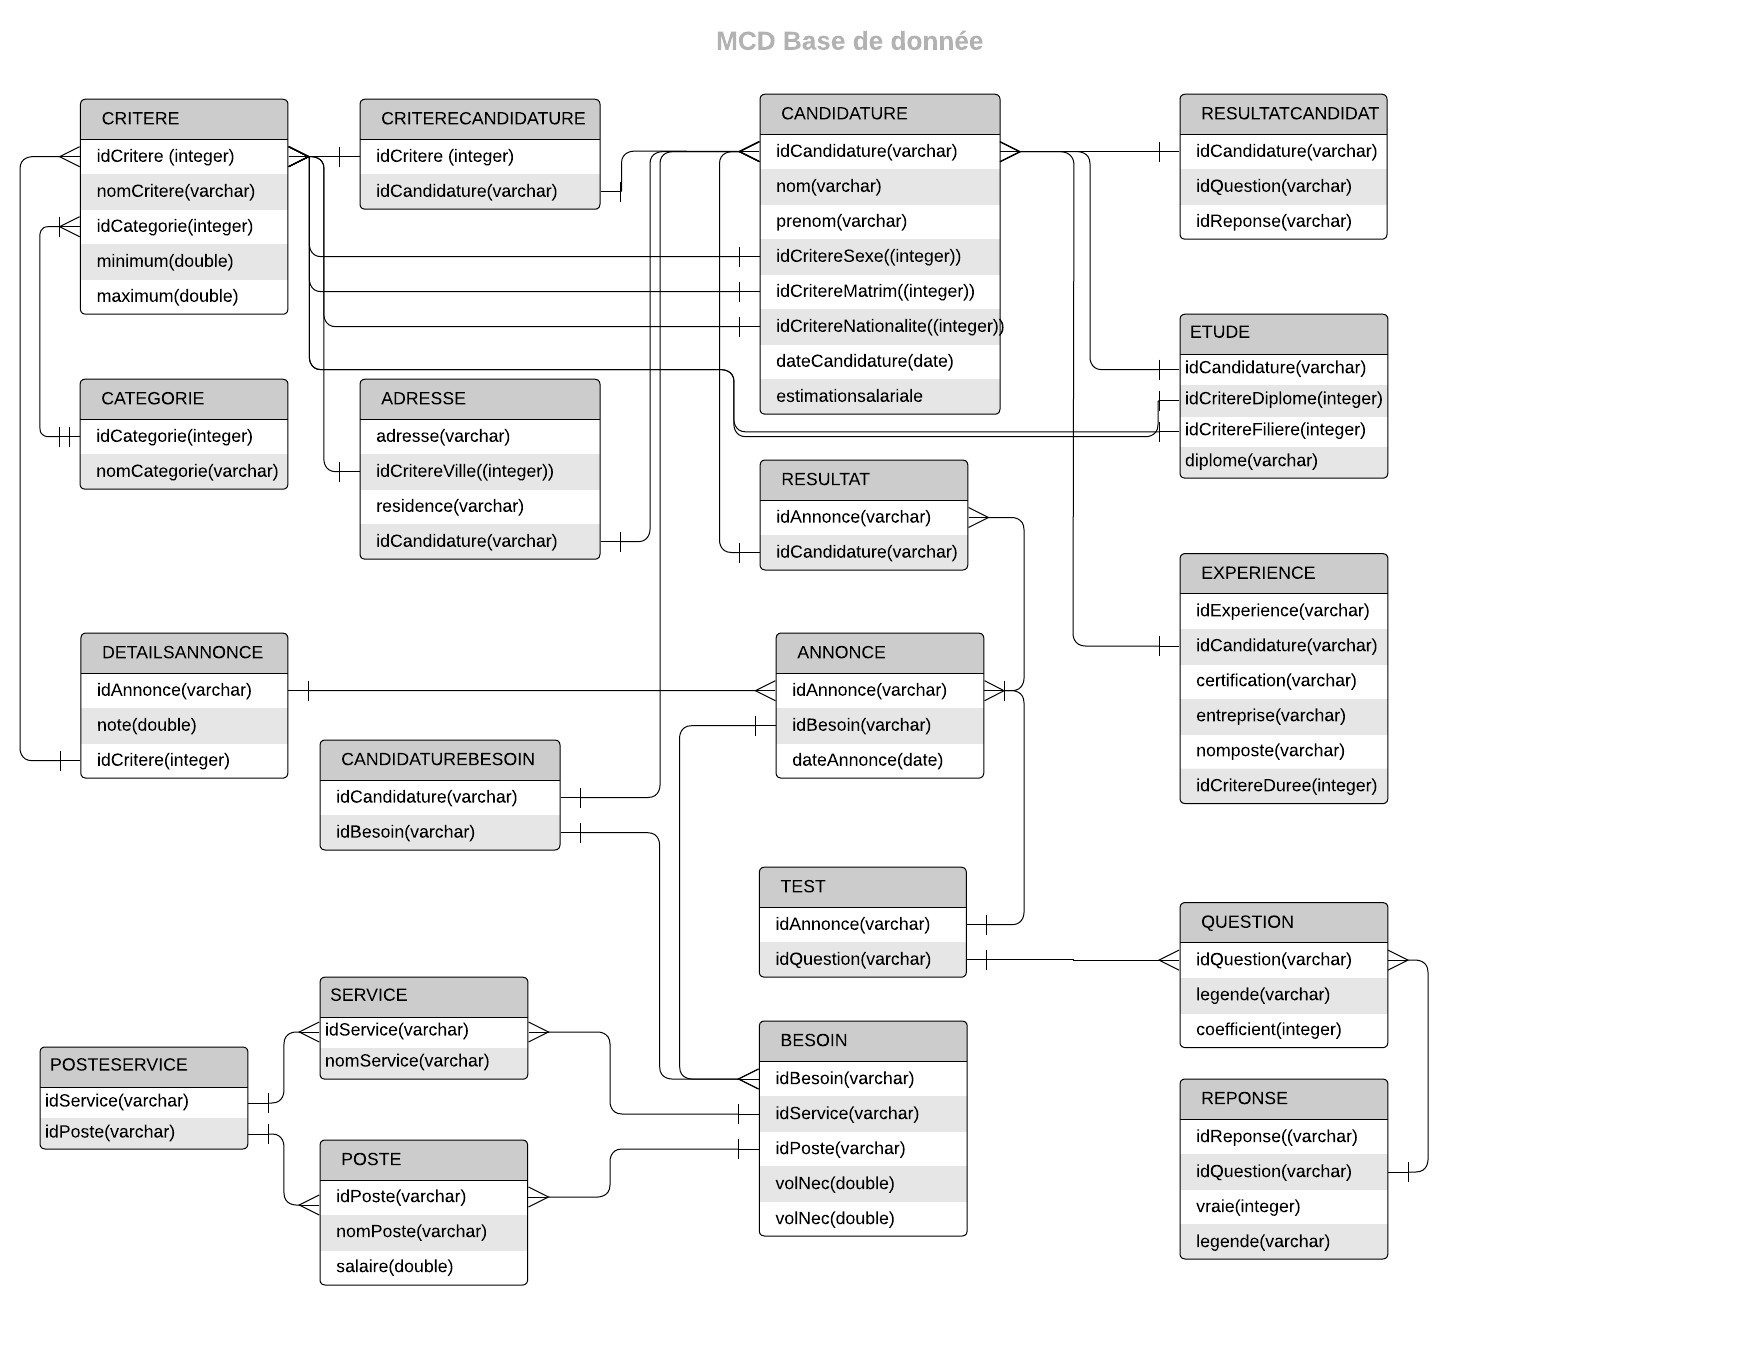 MCD Base de donnée
CRITERE
idCritere (integer)
nomCritere(varchar)
idCategorie(integer)
minimum(double)
maximum(double)
CRITERECANDIDATURE
idCritere (integer)
idCandidature(varchar)
CANDIDATURE
idCandidature(varchar)
nom(varchar)
prenom(varchar)
idCritereSexe((integer))
idCritereMatrim((integer))
idCritereNationalite((integer))
dateCandidature(date)
estimationsalariale
RESULTATCANDIDAT
idCandidature(varchar)
idQuestion(varchar)
idReponse(varchar)
ETUDE
idCandidature(varchar)
idCritereDiplome(integer)
idCritereFiliere(integer)
diplome(varchar)
CATEGORIE
idCategorie(integer)
nomCategorie(varchar)
ADRESSE
adresse(varchar)
idCritereVille((integer))
residence(varchar)
idCandidature(varchar)
RESULTAT
idAnnonce(varchar)
idCandidature(varchar)
EXPERIENCE
idExperience(varchar)
idCandidature(varchar)
certification(varchar)
entreprise(varchar)
nomposte(varchar)
idCritereDuree(integer)
DETAILSANNONCE
idAnnonce(varchar)
note(double)
idCritere(integer)
ANNONCE
idAnnonce(varchar)
idBesoin(varchar)
dateAnnonce(date)
CANDIDATUREBESOIN
idCandidature(varchar)
idBesoin(varchar)
TEST
idAnnonce(varchar)
idQuestion(varchar)
QUESTION
idQuestion(varchar)
legende(varchar)
coefficient(integer)
SERVICE
idService(varchar)
nomService(varchar)
POSTESERVICE
idService(varchar)
idPoste(varchar)
BESOIN
idBesoin(varchar)
idService(varchar)
idPoste(varchar)
volNec(double)
volNec(double)
REPONSE
idReponse((varchar)
idQuestion(varchar)
vraie(integer)
legende(varchar)
POSTE
idPoste(varchar)
nomPoste(varchar)
salaire(double)